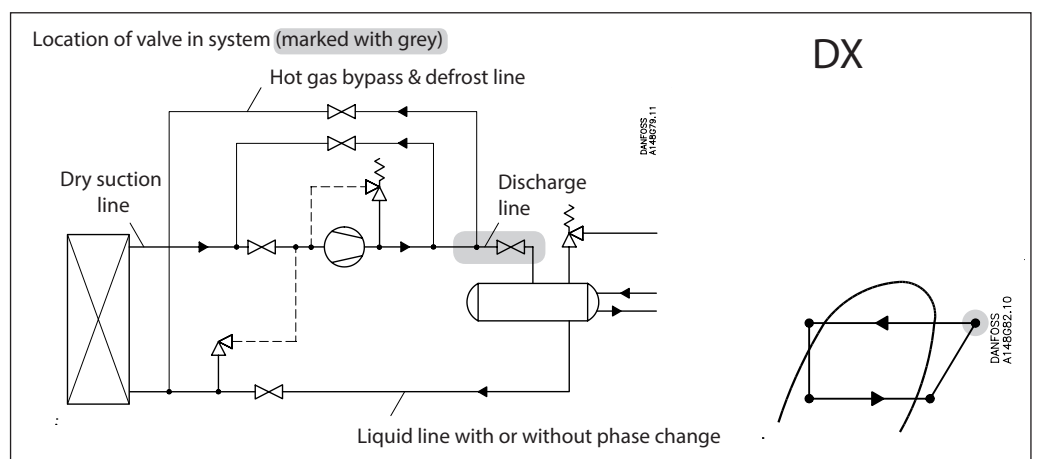 Location of valve in system (marked with grey)
DX
Hot gas bypass & defrost line
DANFOSS
A148G79.11
Dry suction
line
Discharge
line
DANFOSS
A148G82.10
Liquid line with or without phase change